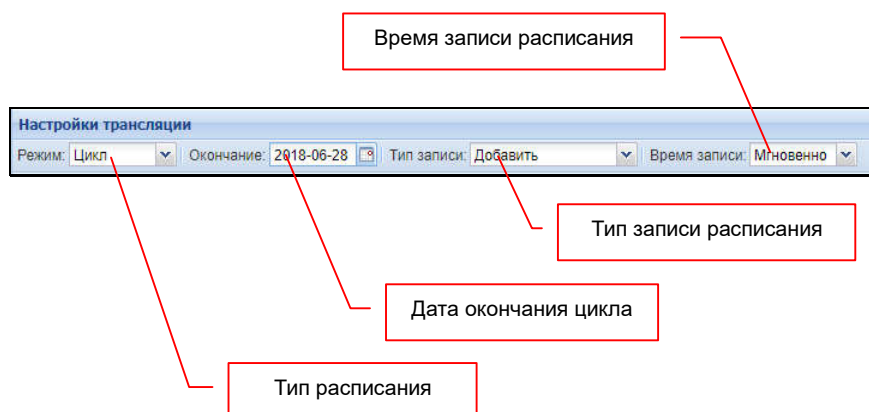 Время записи расписания
Настройки трансляции
Режим: Цикл Окончание: 2018-06-28 Тип записи: Добавить Время записи: Мгновенно
Тип записи расписания
Дата окончания цикла
Тип расписания